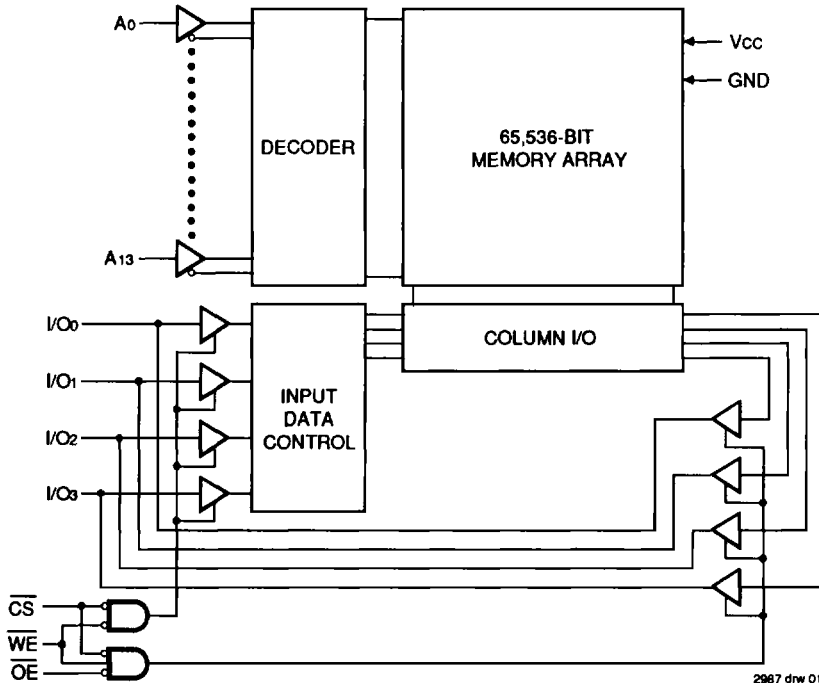 A0
VCC
GND
DECODER
65,536-BIT
MEMORY ARRAY
A13
I/O0
COLUMN I/O
I/O1
INPUT
DATA
CONTROL
I/O2
I/O3
CS
WE
OE
2987 drw 01